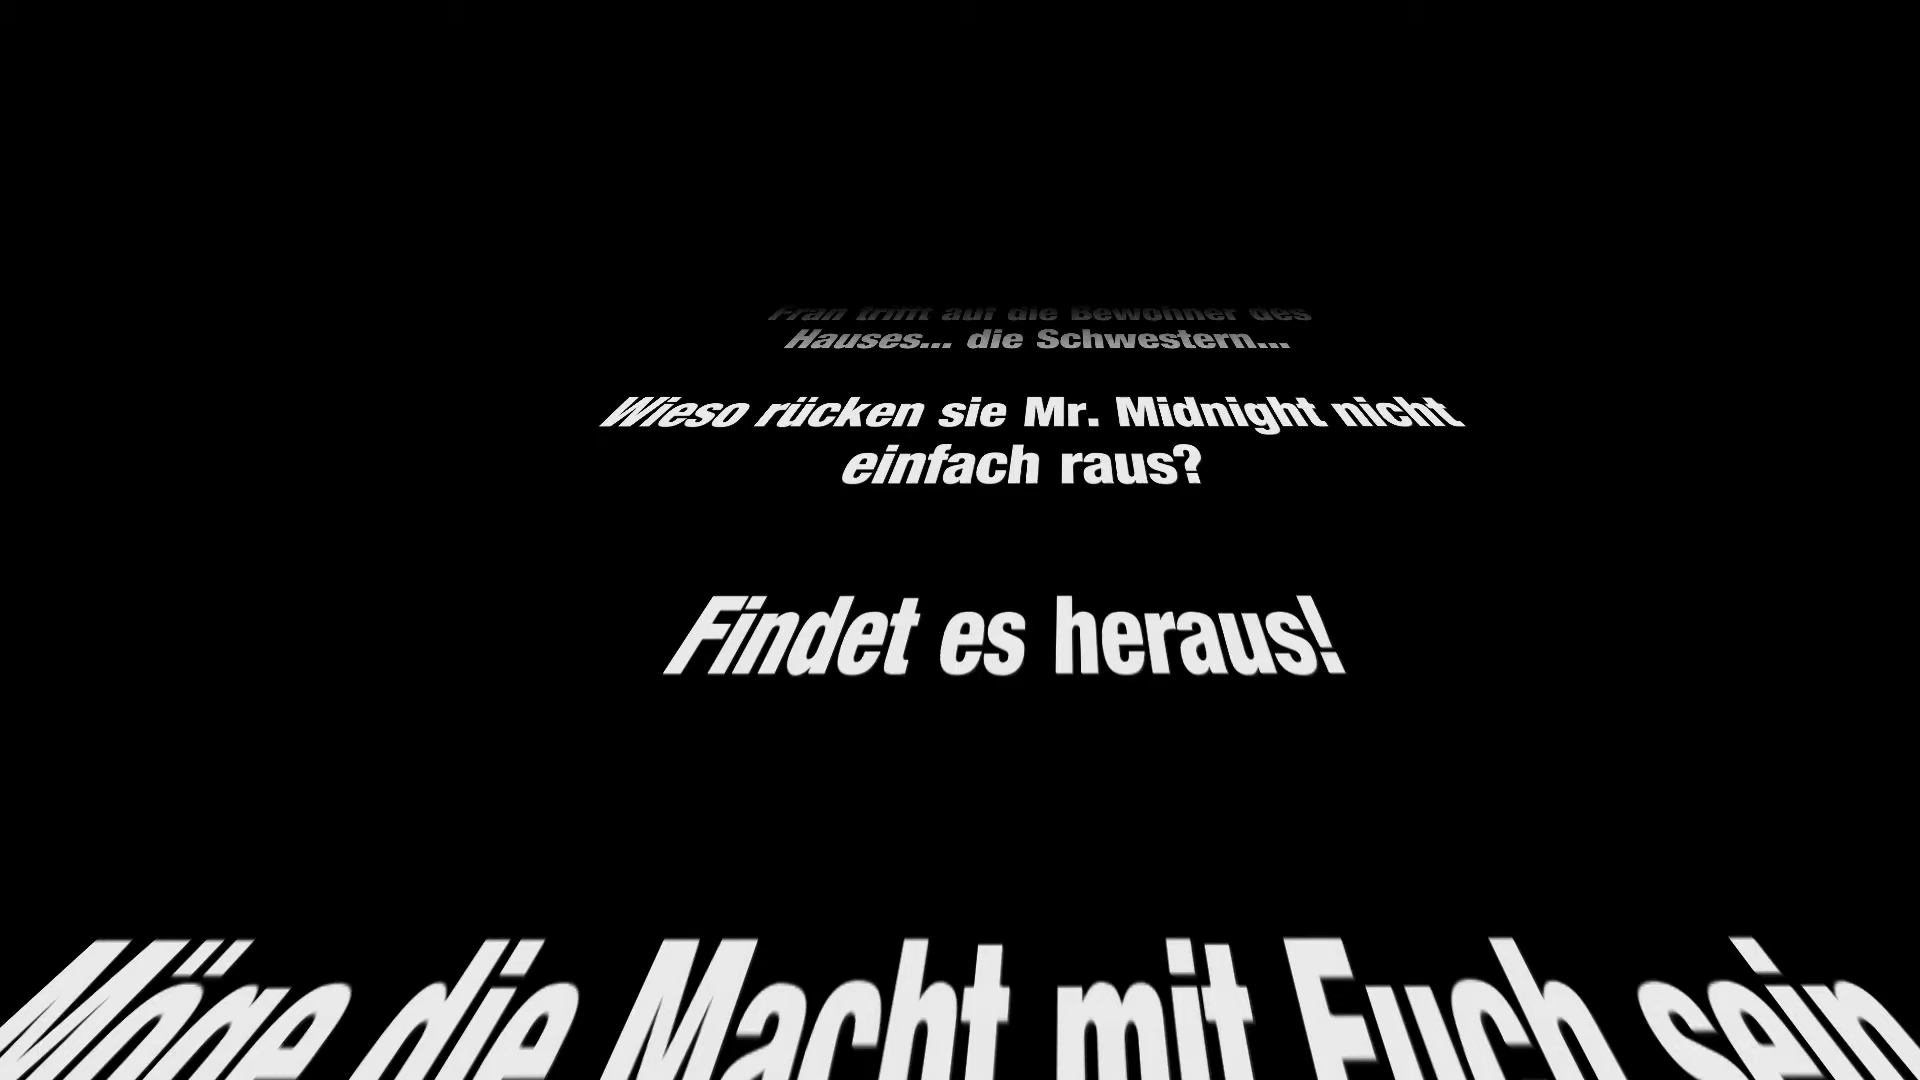 Fran trifft auf die Bewohner des
Hauses... die Schwestern...
Wieso rücken sie Mr. Midnight nicht
einfach raus?
Findet es heraus!
Möge die Macht mit Euch sein